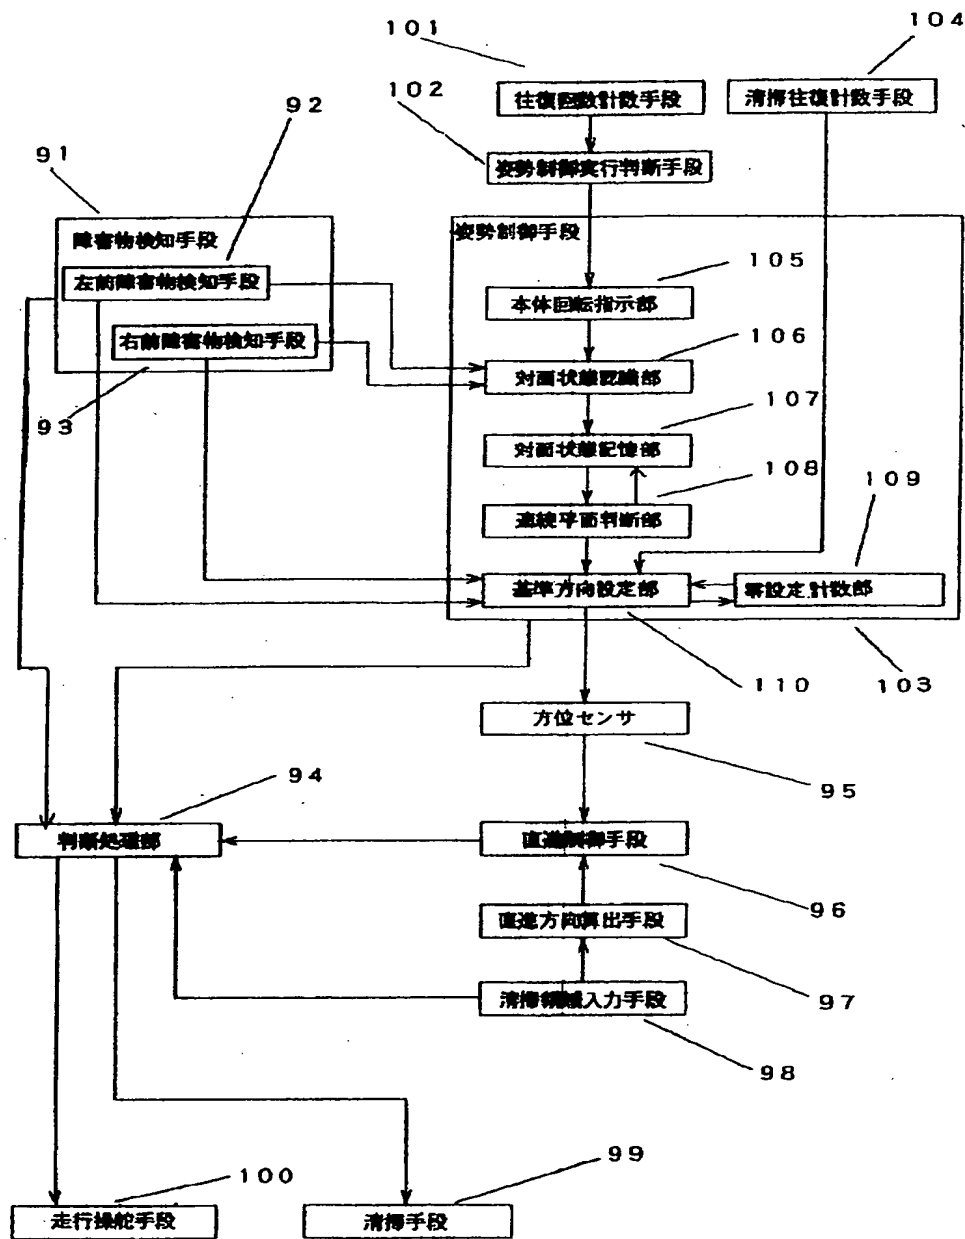 101
104
102
往復回数計数手段
清掃往復計数手段
92
91
姿勢制御実行判断手段
障害物検知手段
姿勢制御手段
左前障害物検知手段
105
本体回転指示部
右前障害物検知手段
106
対面状態認識部
93
107
対面状態記憶部
108
109
連続平面判断部
基準方向設定部
零設定計数部
110
103
方位センサ
94
95
判断処理部
直進制御手段
96
直進方向算出手段
97
清掃領域入力手段
98
99
100
走行操舵手段
清掃手段